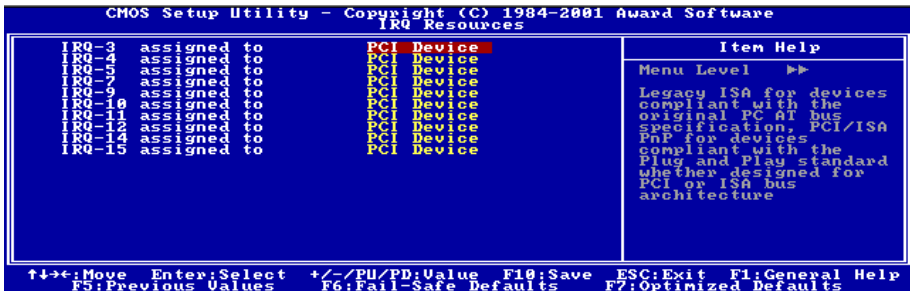 CMOS Setup Utility - Copyright (C) 1984-2001 Award Software
IRQ Resources
IRQ-3 assigned to PCI Device
IRQ-4 assigned to PCI Device
IRQ-5 assigned to PCI Device
IRQ-7 assigned to PCI Device
IRQ-9 assigned to PCI Device
IRQ-10 assigned to PCI Device
IRQ-11 assigned to PCI Device
IRQ-12 assigned to PCI Device
IRQ-14 assigned to PCI Device
IRQ-15 assigned to PCI Device
Item Help
Menu Level ▶▶
Legacy ISA for devices
compliant with the
original PC AT bus
specification, PCI/ISA
PnP for devices
compliant with the
Plug and Play standard
whether designed for
PCI or ISA bus
architecture
↑↓→←:Move Enter:Select +/-/PU/PD:Value F10:Save ESC:Exit F1:General Help
F5:Previous Values F6:Fail-Safe Defaults F7:Optimized Defaults